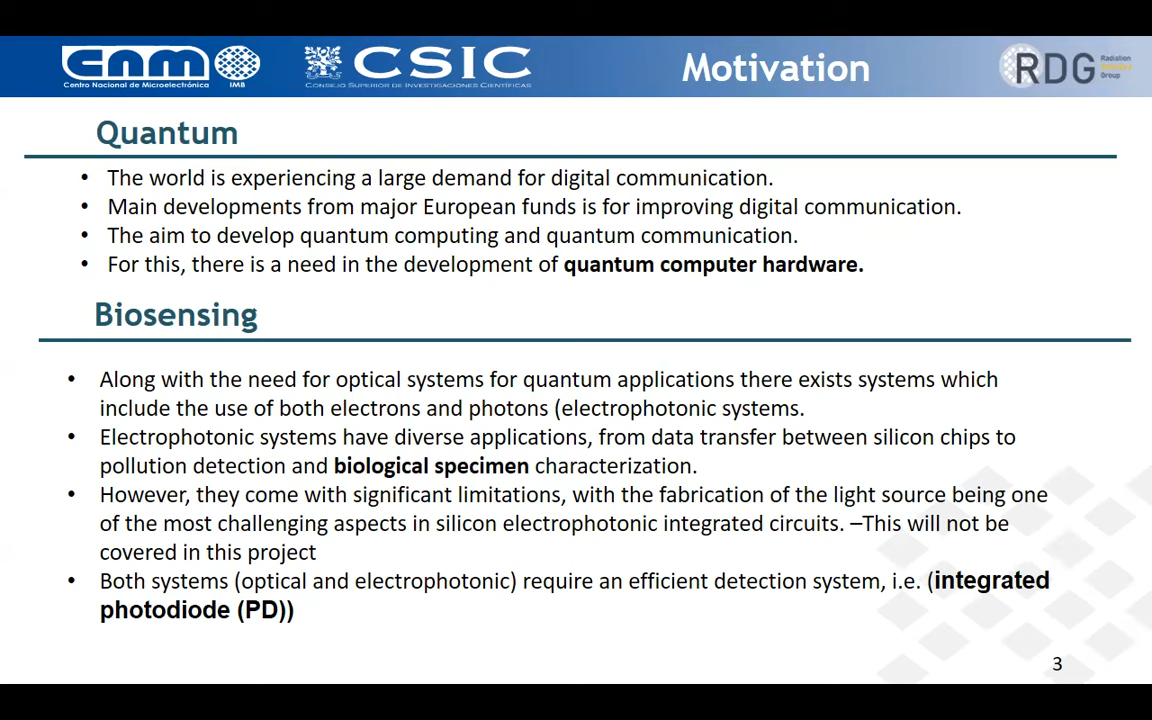 cnm
Centro Nacional de Microelectrónica
IMB
CSIC
Consejo Superior de Investigaciones Científicas
Motivation
RDG
Radiation
Group
Quantum
• The world is experiencing a large demand for digital communication.
• Main developments from major European funds is for improving digital communication.
• The aim to develop quantum computing and quantum communication.
• For this, there is a need in the development of quantum computer hardware.
Biosensing
• Along with the need for optical systems for quantum applications there exists systems which
include the use of both electrons and photons (electrophotonic systems.
• Electrophotonic systems have diverse applications, from data transfer between silicon chips to
pollution detection and biological specimen characterization.
• However, they come with significant limitations, with the fabrication of the light source being one
of the most challenging aspects in silicon electrophotonic integrated circuits. –This will not be
covered in this project
• Both systems (optical and electrophotonic) require an efficient detection system, i.e. (integrated
photodiode (PD))
3